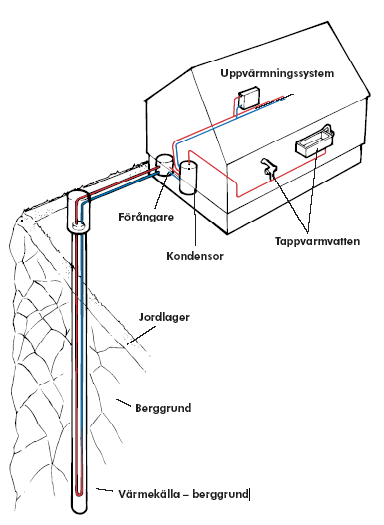 Uppvärmningssystem
Förångare
Tappvarmvatten
Kondensor
Jordlager
Berggrund
Värmekälla – berggrund